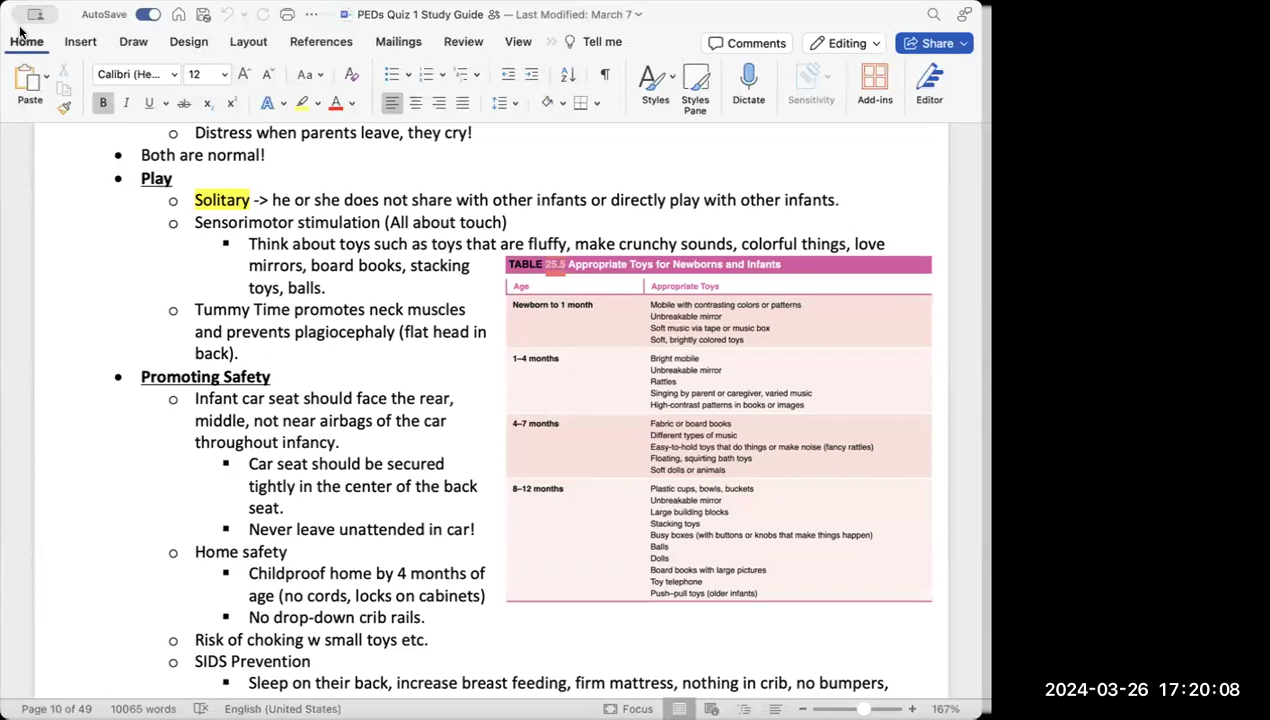 AutoSave
PEDs Quiz 1 Study Guide — Last Modified: March 7
Home Insert Draw Design Layout References Mailings Review View Tell me
Comments Editing Share
Calibri (He... 12
Paste Styles Styles Pane Dictate Sensitivity Add-ins Editor
o Distress when parents leave, they cry!
• Both are normal!
• Play
o Solitary -> he or she does not share with other infants or directly play with other infants.
o Sensorimotor stimulation (All about touch)
▪ Think about toys such as toys that are fluffy, make crunchy sounds, colorful things, love
mirrors, board books, stacking
toys, balls.
o Tummy Time promotes neck muscles
and prevents plagiocephaly (flat head in
back).
• Promoting Safety
o Infant car seat should face the rear,
middle, not near airbags of the car
throughout infancy.
▪ Car seat should be secured
tightly in the center of the back
seat.
▪ Never leave unattended in car!
o Home safety
▪ Childproof home by 4 months of
age (no cords, locks on cabinets)
▪ No drop-down crib rails.
o Risk of choking w small toys etc.
o SIDS Prevention
▪ Sleep on their back, increase breast feeding, firm mattress, nothing in crib, no bumpers,
TABLE 25.5 Appropriate Toys for Newborns and Infants
Age Appropriate Toys
Newborn to 1 month Mobile with contrasting colors or patterns
Unbreakable mirror
Soft music via tape or music box
Soft, brightly colored toys
1–4 months Bright mobile
Unbreakable mirror
Rattles
Singing by parent or caregiver, varied music
High-contrast patterns in books or images
4–7 months Fabric or board books
Different types of music
Easy-to-hold toys that do things or make noise (fancy rattles)
Floating, squirting bath toys
Soft dolls or animals
8–12 months Plastic cups, bowls, buckets
Unbreakable mirror
Large building blocks
Stacking toys
Busy boxes (with buttons or knobs that make things happen)
Balls
Dolls
Board books with large pictures
Toy telephone
Push–pull toys (older infants)
Page 10 of 49 10065 words English (United States) Focus 167%
2024-03-26 17:20:08